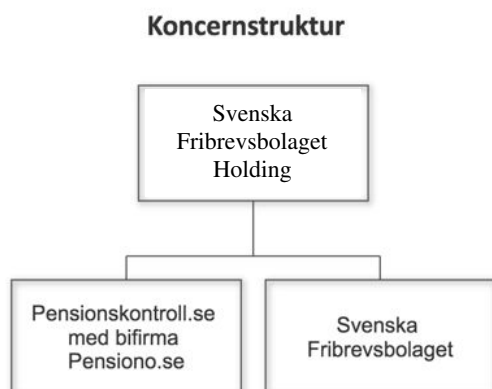 Koncernstruktur
Svenska
Fribrevsbolaget
Holding
Pensionskontroll.se
med bifirma
Pensiono.se
Svenska
Fribrevsbolaget